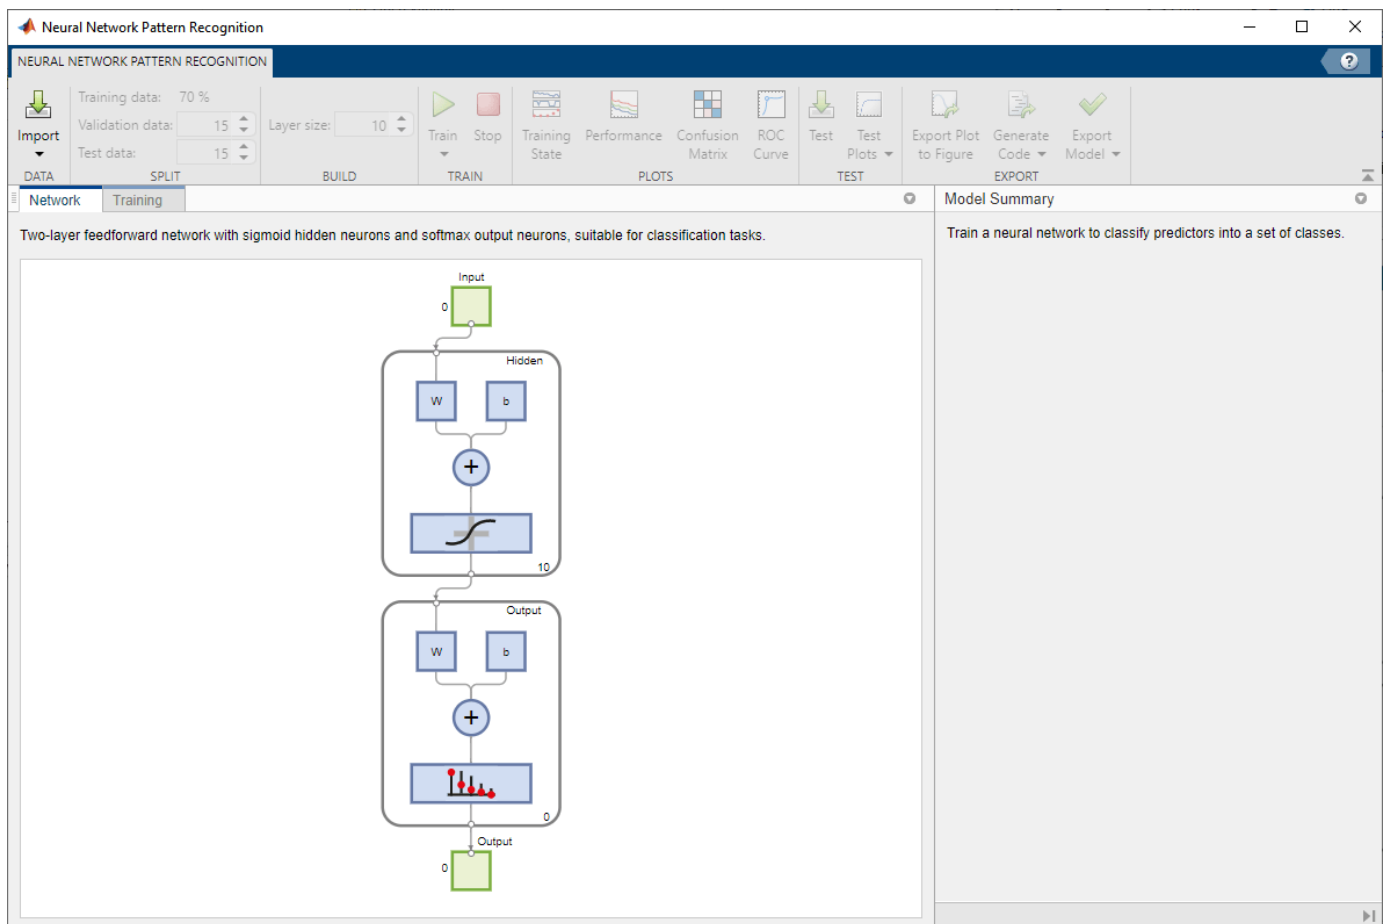 Neural Network Pattern Recognition
NEURAL NETWORK PATTERN RECOGNITION
?
Import
DATA
Training data: 70 %
Validation data: 15
Test data: 15
SPLIT
Layer size: 10
BUILD
Train
Stop
TRAIN
Training
State
Performance
Confusion
Matrix
ROC
Curve
PLOTS
Test
Test
Plots
TEST
Export Plot
to Figure
Generate
Code
Export
Model
EXPORT
Network
Training
Two-layer feedforward network with sigmoid hidden neurons and softmax output neurons, suitable for classification tasks.
Input
0
Hidden
W
b
+
10
Output
W
b
+
0
Output
0
Model Summary
Train a neural network to classify predictors into a set of classes.